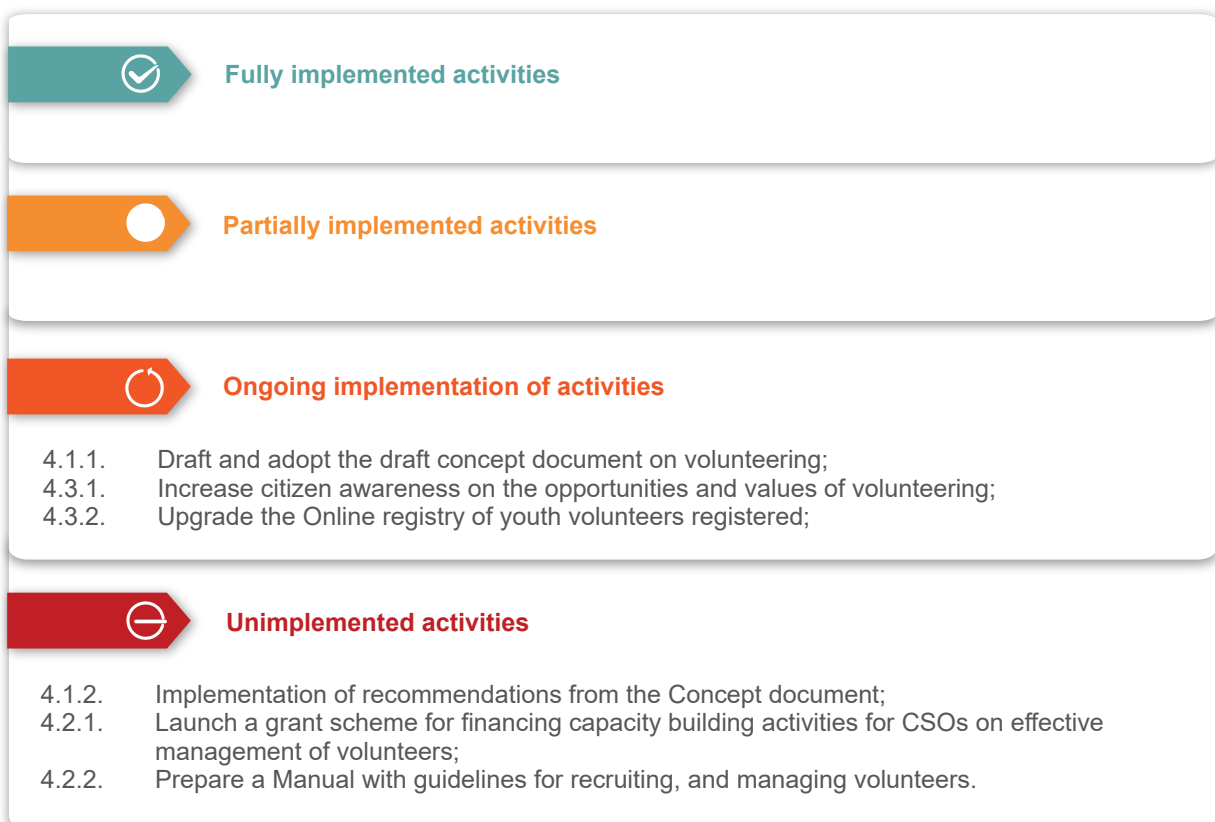 Fully implemented activities
Partially implemented activities
Ongoing implementation of activities
4.1.1. Draft and adopt the draft concept document on volunteering;
4.3.1. Increase citizen awareness on the opportunities and values of volunteering;
4.3.2. Upgrade the Online registry of youth volunteers registered;
Unimplemented activities
4.1.2. Implementation of recommendations from the Concept document;
4.2.1. Launch a grant scheme for financing capacity building activities for CSOs on effective
management of volunteers;
4.2.2. Prepare a Manual with guidelines for recruiting, and managing volunteers.